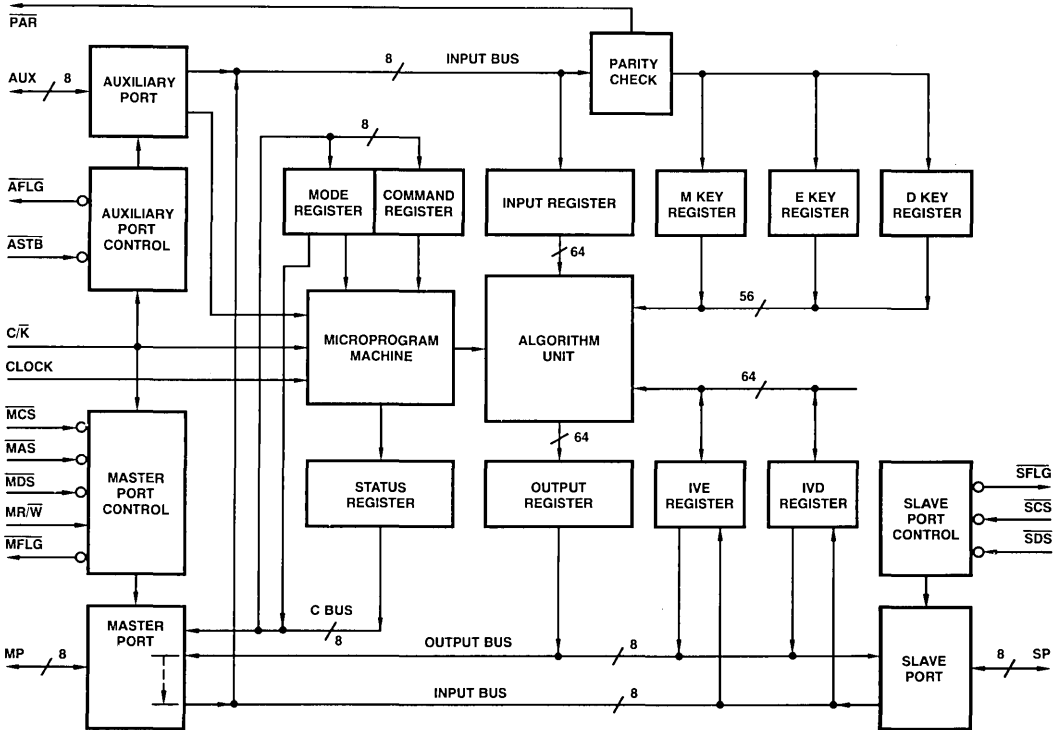 PAR
AUX
8
AUXILIARY
PORT
8
INPUT BUS
PARITY
CHECK
AFLG
ASTB
AUXILIARY
PORT
CONTROL
8
MODE
REGISTER
COMMAND
REGISTER
INPUT REGISTER
M KEY
REGISTER
E KEY
REGISTER
D KEY
REGISTER
64
56
C/K
CLOCK
MICROPROGRAM
MACHINE
ALGORITHM
UNIT
64
64
MCS
MAS
MDS
MR/W
MFLG
MASTER
PORT
CONTROL
STATUS
REGISTER
OUTPUT
REGISTER
IVE
REGISTER
IVD
REGISTER
SLAVE
PORT
CONTROL
SFLG
SCS
SDS
C BUS
8
MASTER
PORT
MP
8
OUTPUT BUS
8
INPUT BUS
8
SLAVE
PORT
8
SP